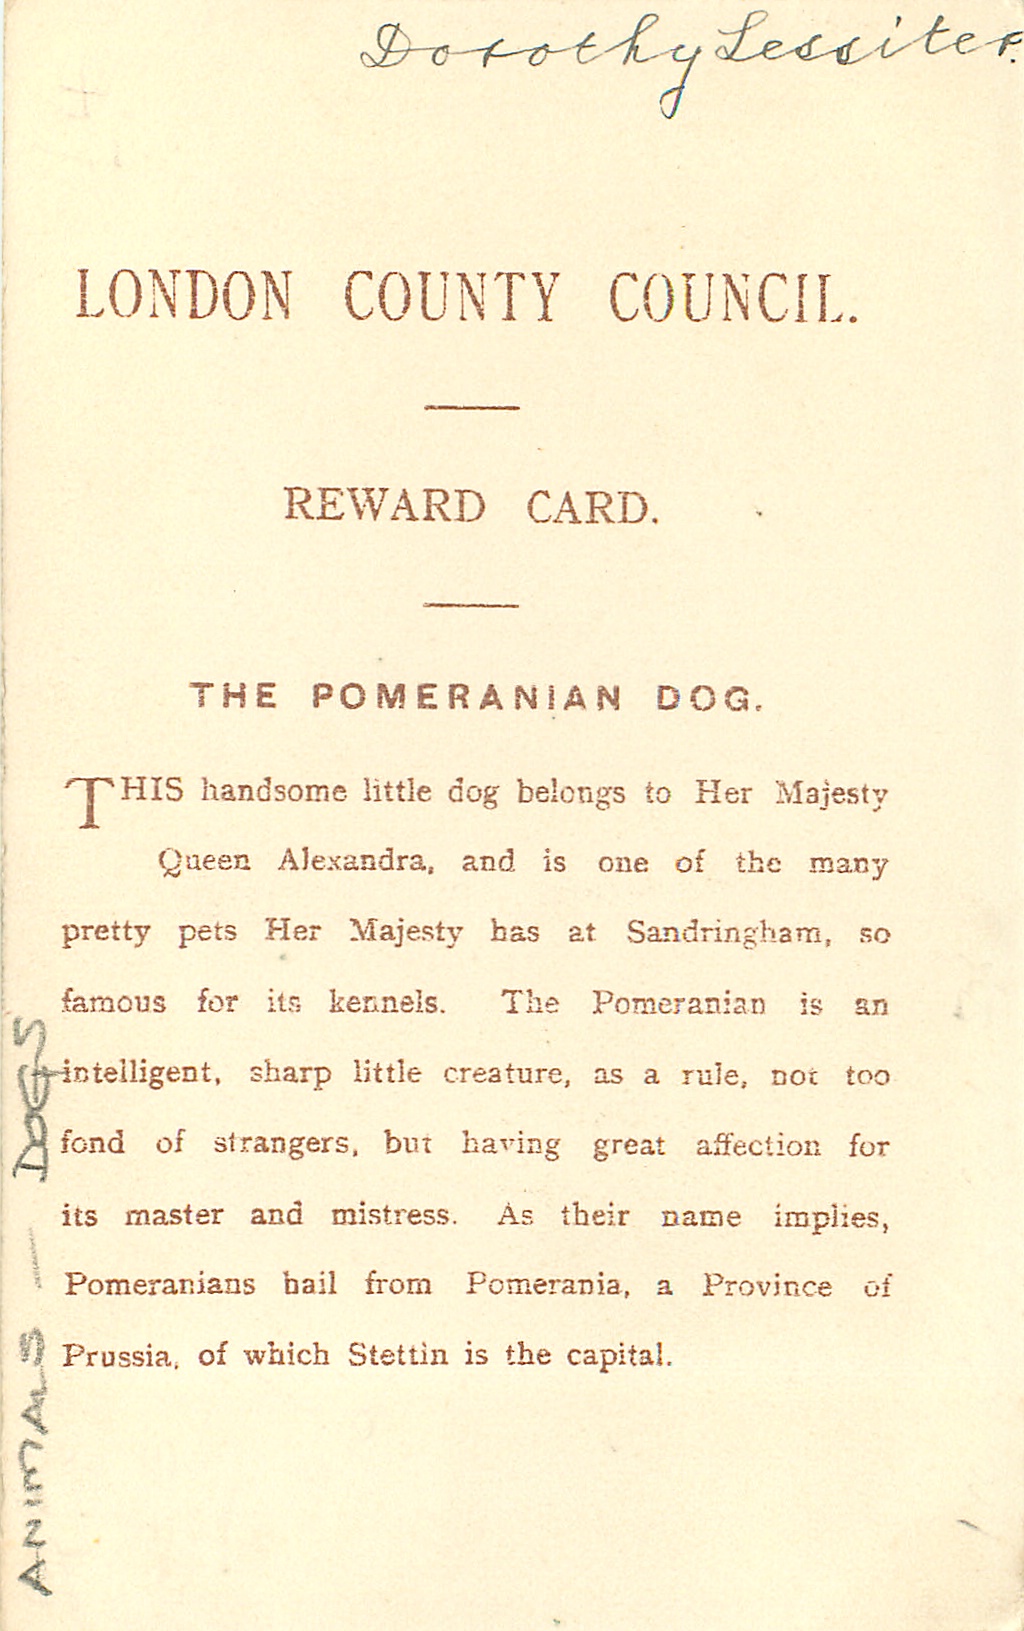 Dorothy Lessiter.
LONDON COUNTY COUNCIL.
REWARD CARD.
THE POMERANIAN DOG.
THIS handsome little dog belongs to Her Majesty
Queen Alexandra, and is one of the many
pretty pets Her Majesty has at Sandringham, so
famous for its kennels. The Pomeranian is an
intelligent, sharp little creature, as a rule, not too
fond of strangers, but having great affection for
its master and mistress. As their name implies,
Pomeranians hail from Pomerania, a Province of
Prussia, of which Stettin is the capital.
ANIMALS — DOGS